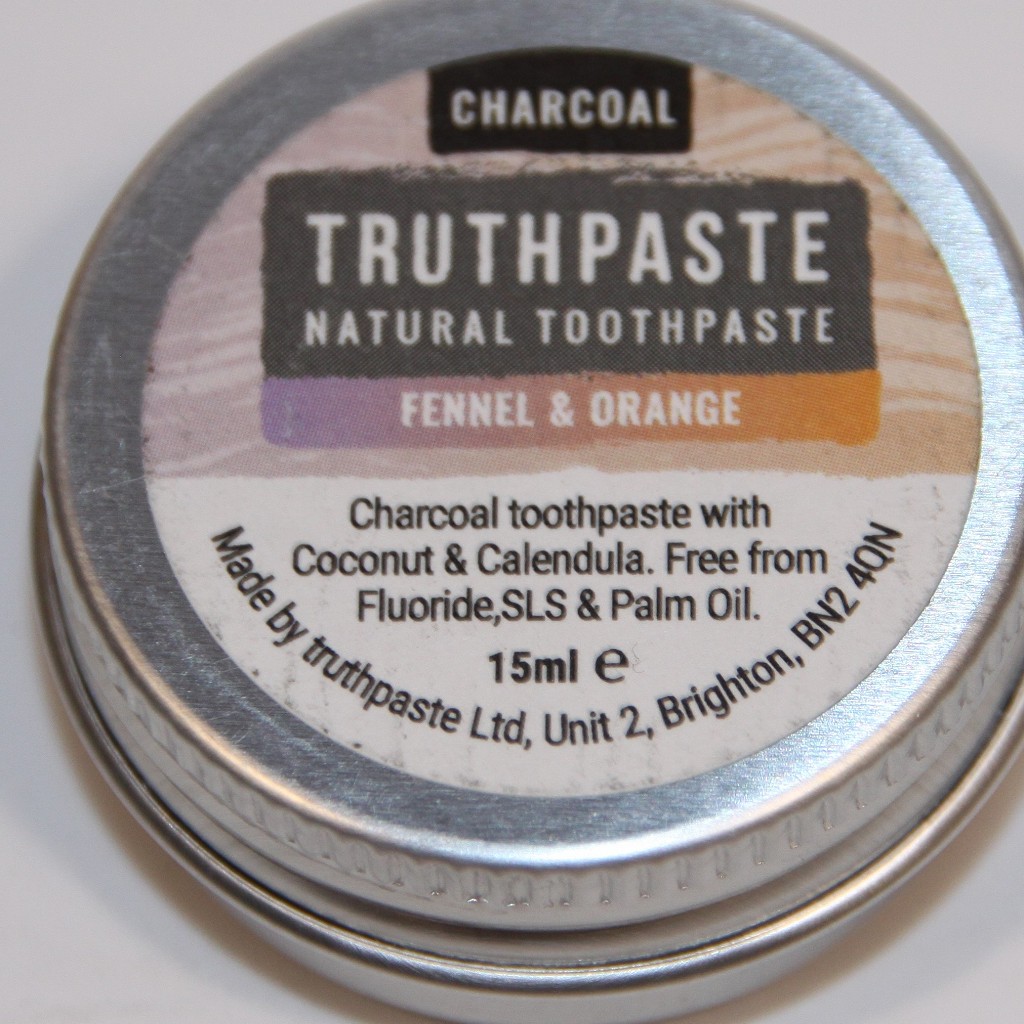 CHARCOAL
TRUTHPASTE
NATURAL TOOTHPASTE
FENNEL & ORANGE
Charcoal toothpaste with
Coconut & Calendula. Free from
Fluoride,SLS & Palm Oil.
15ml ℮
Made by truthpaste Ltd, Unit 2, Brighton, BN2 4QN